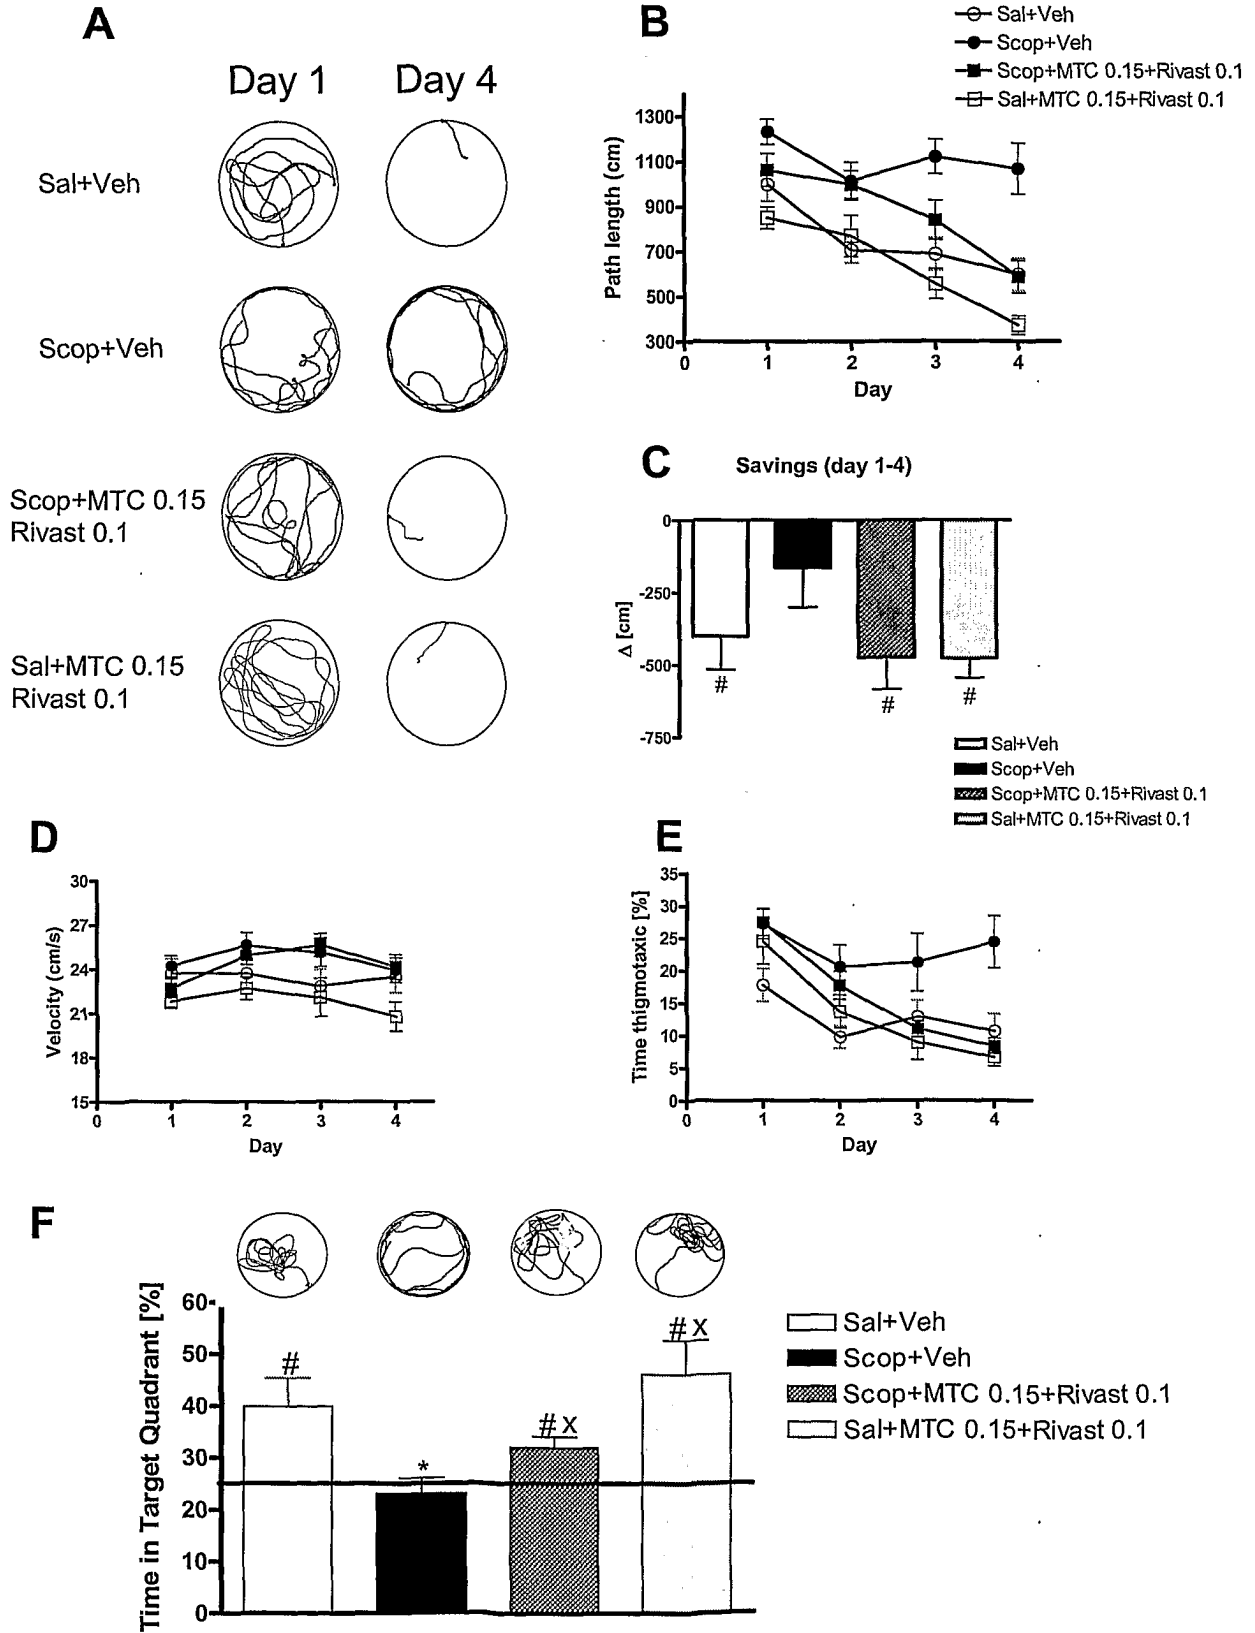 A
Day 1 Day 4
Sal+Veh
Scop+Veh
Scop+MTC 0.15
Rivast 0.1
Sal+MTC 0.15
Rivast 0.1
B
Sal+Veh
Scop+Veh
Scop+MTC 0.15+Rivast 0.1
Sal+MTC 0.15+Rivast 0.1
Path length (cm)
1300
1100
900
700
500
300
0 1 2 3 4
Day
C
Savings (day 1-4)
Δ [cm]
0
-250
-500
-750
# # #
Sal+Veh
Scop+Veh
Scop+MTC 0.15+Rivast 0.1
Sal+MTC 0.15+Rivast 0.1
D
Velocity (cm/s)
30
27
24
21
18
15
0 1 2 3 4
Day
E
Time thigmotaxic [%]
35
30
25
20
15
10
5
0
0 1 2 3 4
Day
F
Time in Target Quadrant [%]
60
50
40
30
20
10
0
# * # x # x
Sal+Veh
Scop+Veh
Scop+MTC 0.15+Rivast 0.1
Sal+MTC 0.15+Rivast 0.1